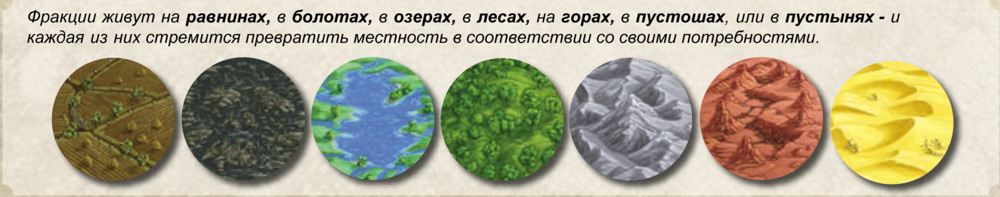 Фракции живут на равнинах, в болотах, в озерах, в лесах, на горах, в пустошах, или в пустынях - и
каждая из них стремится превратить местность в соответствии со своими потребностями.